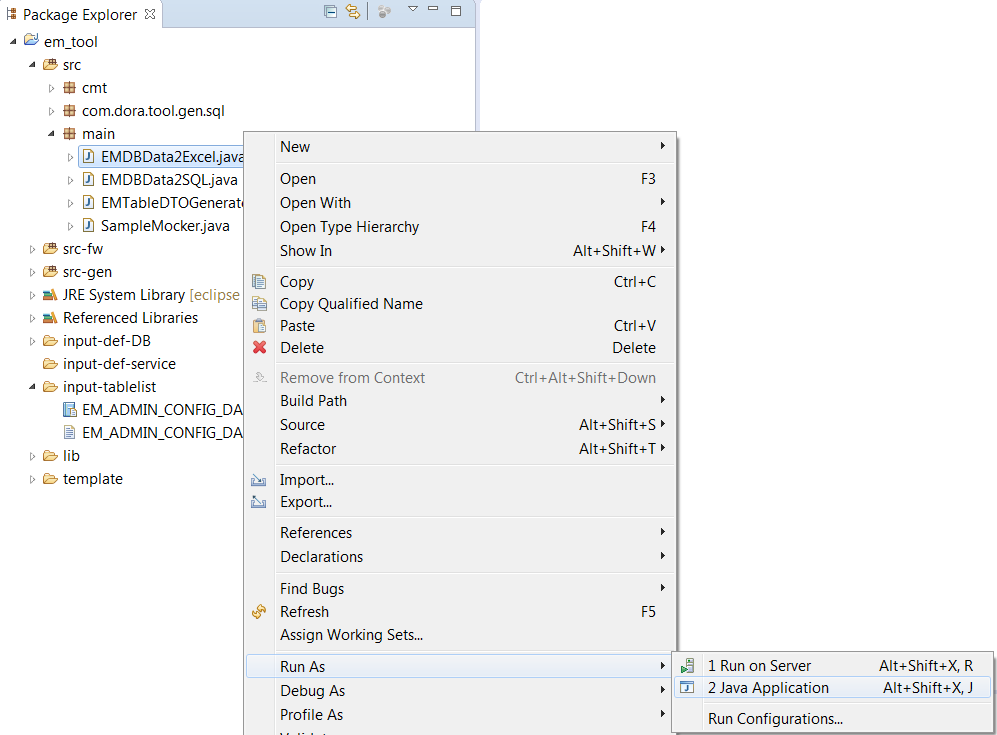 Package Explorer
em_tool
src
cmt
com.dora.tool.gen.sql
main
EMDBData2Excel.java
EMDBData2SQL.java
EMTableDTOGenerat
SampleMocker.java
src-fw
src-gen
JRE System Library [eclipse
Referenced Libraries
input-def-DB
input-def-service
input-tablelist
EM_ADMIN_CONFIG_DA
EM_ADMIN_CONFIG_DA
lib
template
New
Open F3
Open With
Open Type Hierarchy F4
Show In Alt+Shift+W
Copy Ctrl+C
Copy Qualified Name
Paste Ctrl+V
Delete Delete
Remove from Context Ctrl+Alt+Shift+Down
Build Path
Source Alt+Shift+S
Refactor Alt+Shift+T
Import...
Export...
References
Declarations
Find Bugs
Refresh F5
Assign Working Sets...
Run As
Debug As
Profile As
1 Run on Server Alt+Shift+X, R
2 Java Application Alt+Shift+X, J
Run Configurations...